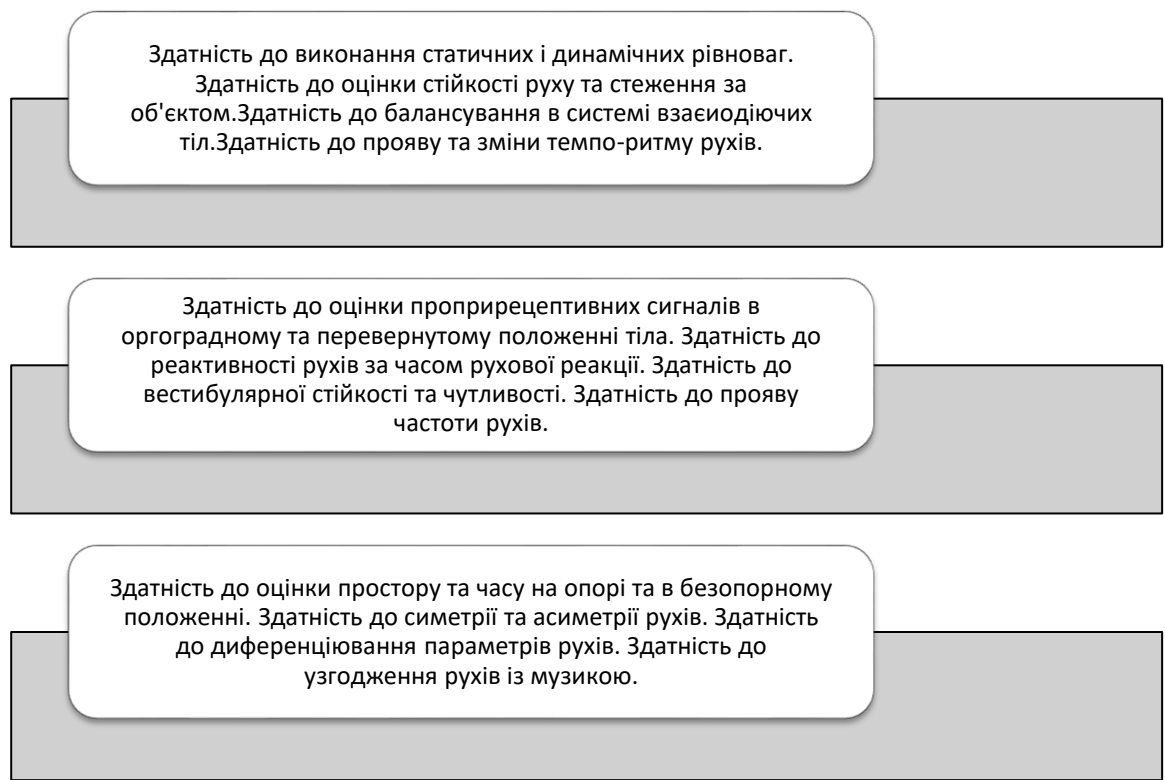 Здатність до виконання статичних і динамічних рівноваг.
Здатність до оцінки стійкості руху та стеження за
об'єктом.Здатність до балансування в системі взаєиодіючих
тіл.Здатність до прояву та зміни темпо-ритму рухів.
Здатність до оцінки проприрецептивних сигналів в
оргоградному та перевернутому положенні тіла. Здатність до
реактивності рухів за часом рухової реакції. Здатність до
вестибулярної стійкості та чутливості. Здатність до прояву
частоти рухів.
Здатність до оцінки простору та часу на опорі та в безопорному
положенні. Здатність до симетрії та асиметрії рухів. Здатність
до диференціювання параметрів рухів. Здатність до
узгодження рухів із музикою.